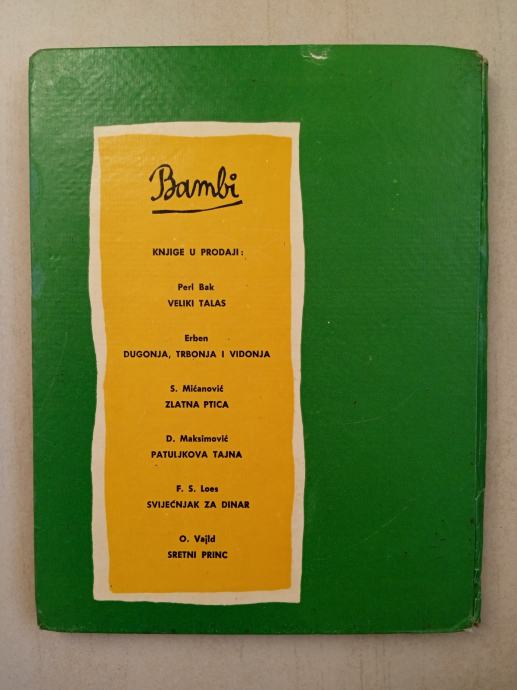 Bambi
KNJIGE U PRODAJI:
Perl Bak
VELIKI TALAS
Erben
DUGONJA, TRBONJA I VIDONJA
S. Mićanović
ZLATNA PTICA
D. Maksimović
PATULJKOVA TAJNA
F. S. Loes
SVIJEĆNJAK ZA DINAR
O. Vajld
SRETNI PRINC